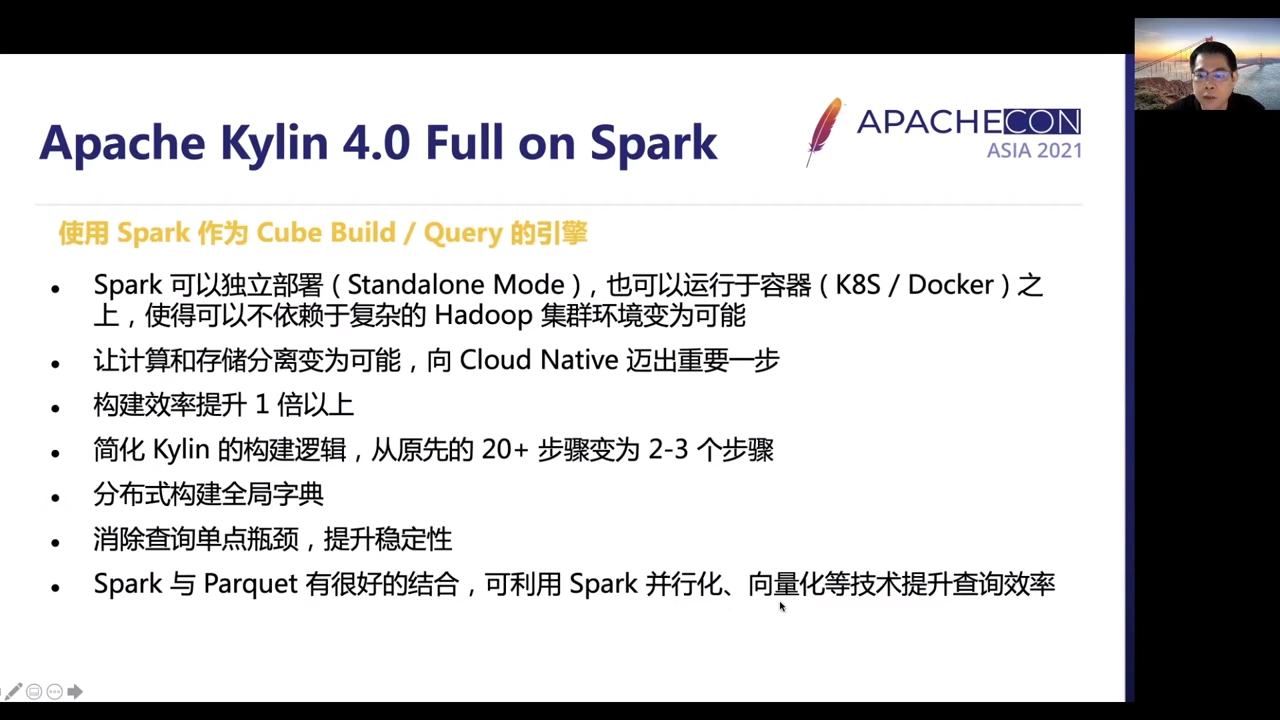 Apache Kylin 4.0 Full on Spark
APACHECON
ASIA 2021
使用 Spark 作为 Cube Build / Query 的引擎
• Spark 可以独立部署（Standalone Mode），也可以运行于容器（K8S / Docker）之
上，使得可以不依赖于复杂的 Hadoop 集群环境变为可能
• 让计算和存储分离变为可能，向 Cloud Native 迈出重要一步
• 构建效率提升 1 倍以上
• 简化 Kylin 的构建逻辑，从原先的 20+ 步骤变为 2-3 个步骤
• 分布式构建全局字典
• 消除查询单点瓶颈，提升稳定性
• Spark 与 Parquet 有很好的结合，可利用 Spark 并行化、向量化等技术提升查询效率